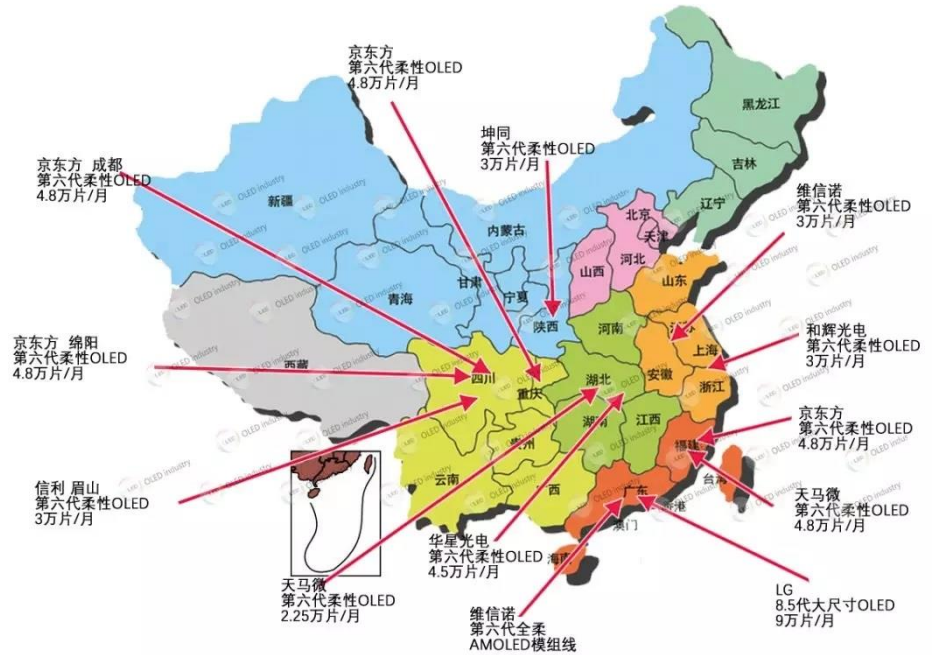 京东方
第六代柔性OLED
4.8万片/月
坤同
第六代柔性OLED
3万片/月
京东方 成都
第六代柔性OLED
4.8万片/月
维信诺
第六代柔性OLED
3万片/月
黑龙江
吉林
辽宁
新疆
内蒙古
北京
天津
河北
山西
山东
甘肃
青海
宁夏
陕西
河南
上海
和辉光电
第六代柔性OLED
3万片/月
京东方 绵阳
第六代柔性OLED
4.8万片/月
西藏
四川
重庆
湖北
安徽
浙江
湖南
江西
京东方
第六代柔性OLED
4.8万片/月
福建
贵州
云南
西
广东
台湾
香港
澳门
海南
信利 眉山
第六代柔性OLED
3万片/月
天马微
第六代柔性OLED
4.8万片/月
华星光电
第六代柔性OLED
4.5万片/月
天马微
第六代柔性OLED
2.25万片/月
维信诺
第六代全柔
AMOLED模组线
LG
8.5代大尺寸OLED
9万片/月
OLED industry